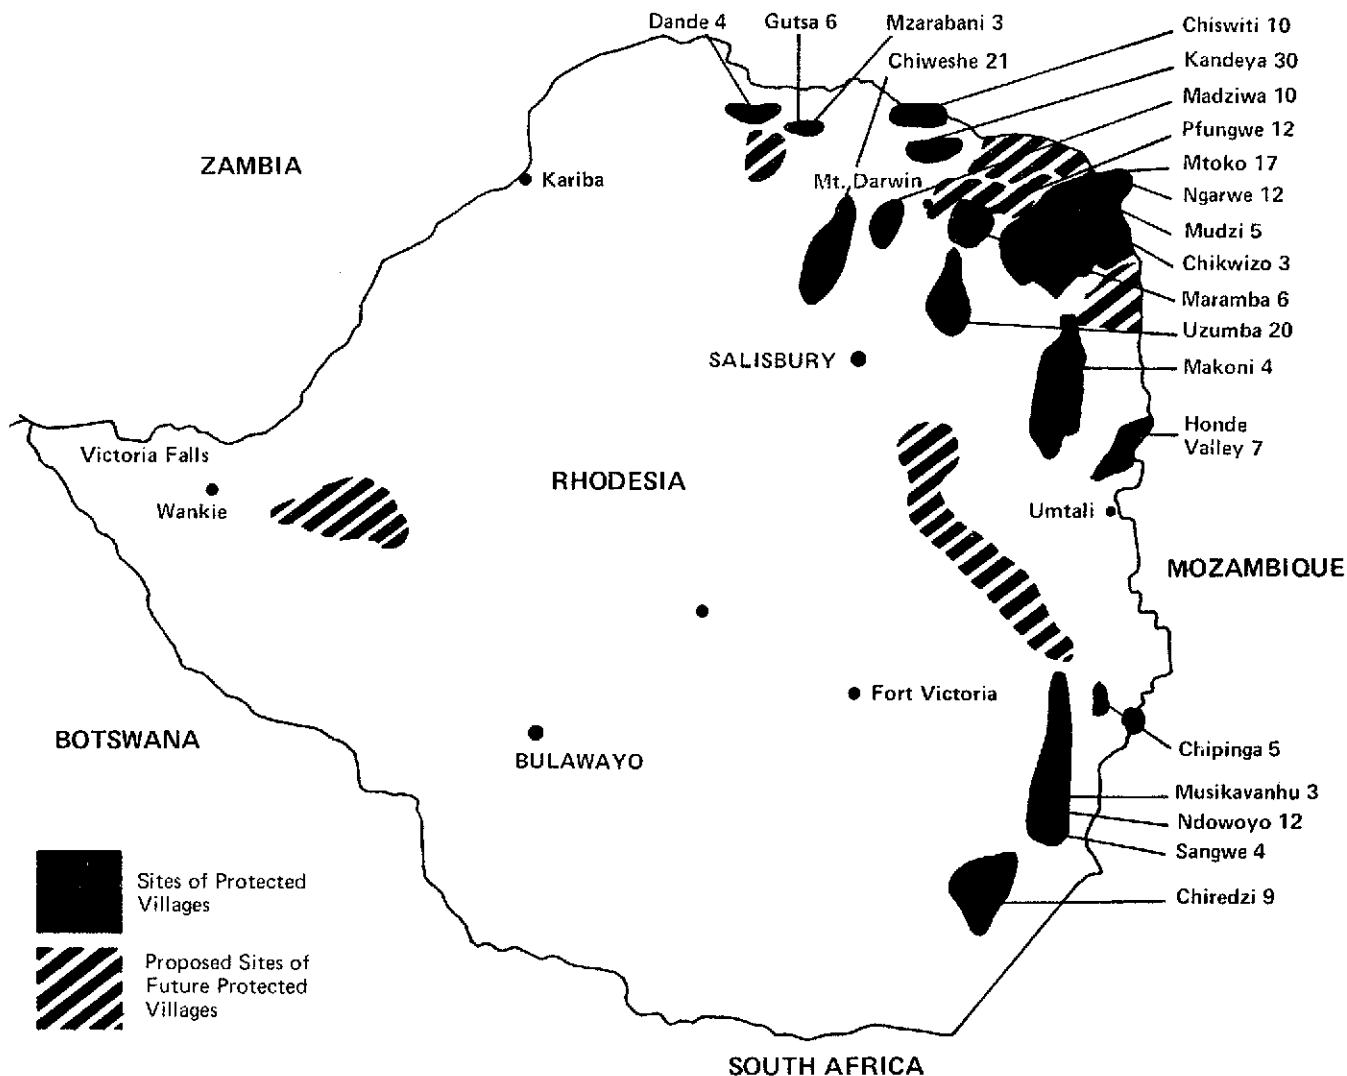 Dande 4
Gutsa 6
Mzarabani 3
Chiweshe 21
Chiswiti 10
Kandeya 30
Madziwa 10
Pfungwe 12
Mtoko 17
Ngarwe 12
Mudzi 5
Chikwizo 3
Maramba 6
Uzumba 20
Makoni 4
Honde
Valley 7
ZAMBIA
Kariba
Mt. Darwin
SALISBURY
Victoria Falls
Wankie
RHODESIA
Umtali
MOZAMBIQUE
Fort Victoria
BOTSWANA
BULAWAYO
Chipinga 5
Musikavanhu 3
Ndowoyo 12
Sangwe 4
Chiredzi 9
Sites of Protected
Villages
Proposed Sites of
Future Protected
Villages
SOUTH AFRICA